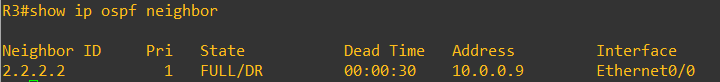 R3#show ip ospf neighbor
Neighbor ID Pri State Dead Time Address Interface
2.2.2.2 1 FULL/DR 00:00:30 10.0.0.9 Ethernet0/0